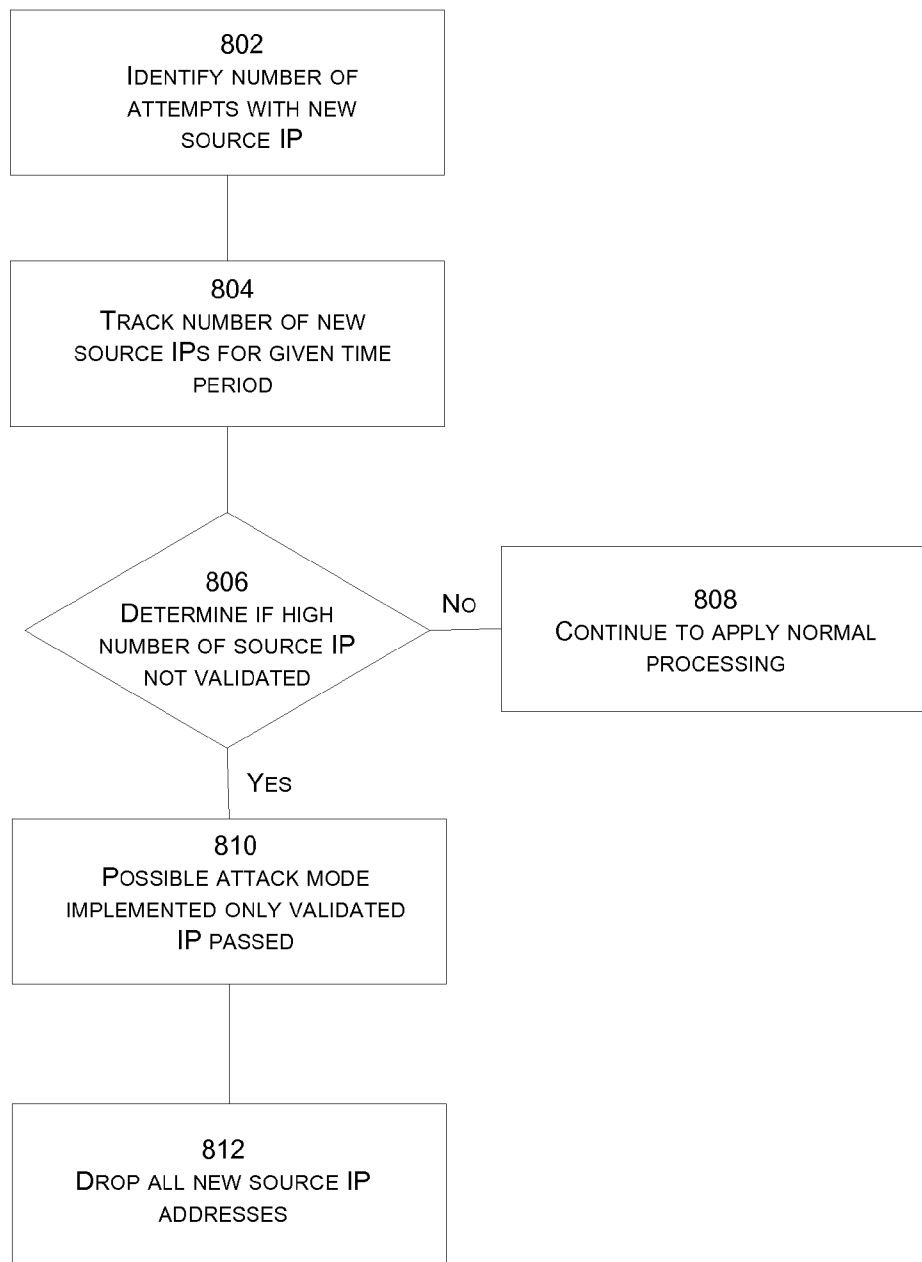 802
IDENTIFY NUMBER OF
ATTEMPTS WITH NEW
SOURCE IP
804
TRACK NUMBER OF NEW
SOURCE IPS FOR GIVEN TIME
PERIOD
806
DETERMINE IF HIGH
NUMBER OF SOURCE IP
NOT VALIDATED
NO
808
CONTINUE TO APPLY NORMAL
PROCESSING
YES
810
POSSIBLE ATTACK MODE
IMPLEMENTED ONLY VALIDATED
IP PASSED
812
DROP ALL NEW SOURCE IP
ADDRESSES